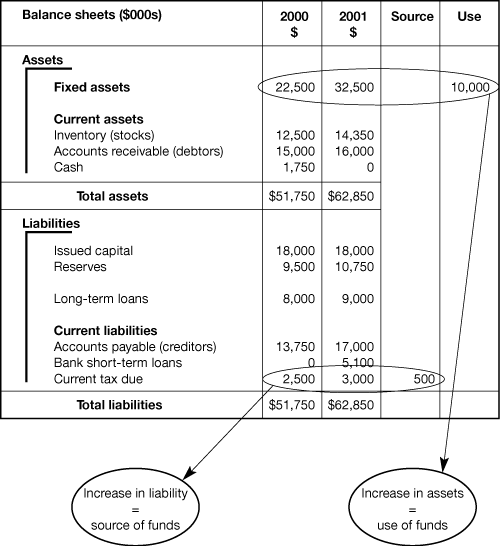 Balance sheets ($000s) 2000 2001 Source Use
$ $
Assets
Fixed assets 22,500 32,500 10,000
Current assets
Inventory (stocks) 12,500 14,350
Accounts receivable (debtors) 15,000 16,000
Cash 1,750 0
Total assets $51,750 $62,850
Liabilities
Issued capital 18,000 18,000
Reserves 9,500 10,750
Long-term loans 8,000 9,000
Current liabilities
Accounts payable (creditors) 13,750 17,000
Bank short-term loans 0 5,100
Current tax due 2,500 3,000 500
Total liabilities $51,750 $62,850
Increase in liability
=
source of funds
Increase in assets
=
use of funds